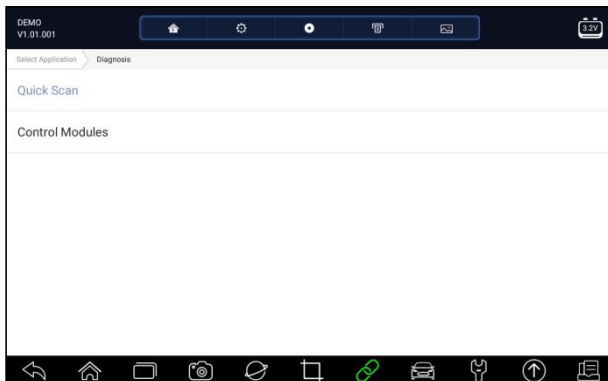 DEMO
V1.01.001
3.2V
Select Application
Diagnosis
Quick Scan
Control Modules